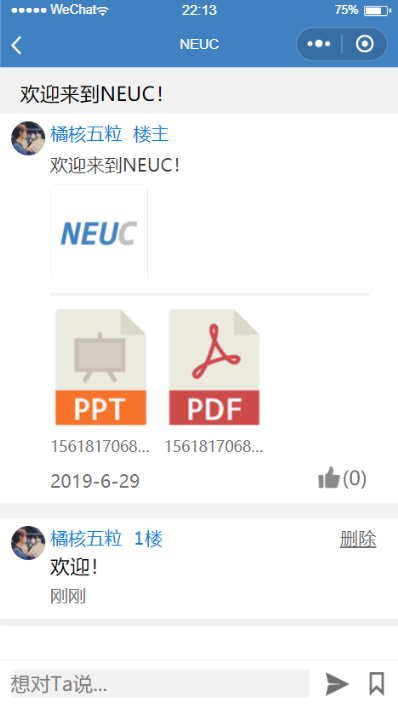 WeChat
22:13
75%
NEUC
欢迎来到NEUC！
橘核五粒 楼主
欢迎来到NEUC！
NEUC
PPT
PDF
1561817068...
1561817068...
2019-6-29
(0)
橘核五粒 1楼
删除
欢迎！
刚刚
想对Ta说...